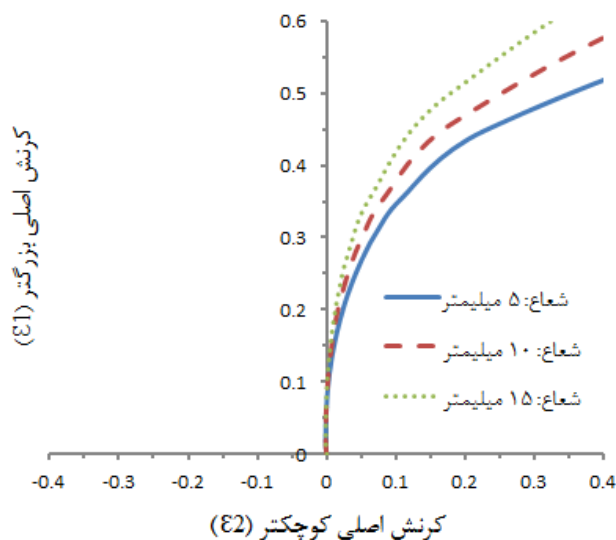 0.6
0.5
0.4
0.3
0.2
0.1
0
کرنش اصلی بزرگتر (ε1)
شعاع: ۵ میلیمتر
شعاع: ۱۰ میلیمتر
شعاع: ۱۵ میلیمتر
-0.4 -0.3 -0.2 -0.1 0 0.1 0.2 0.3 0.4
کرنش اصلی کوچکتر (ε2)